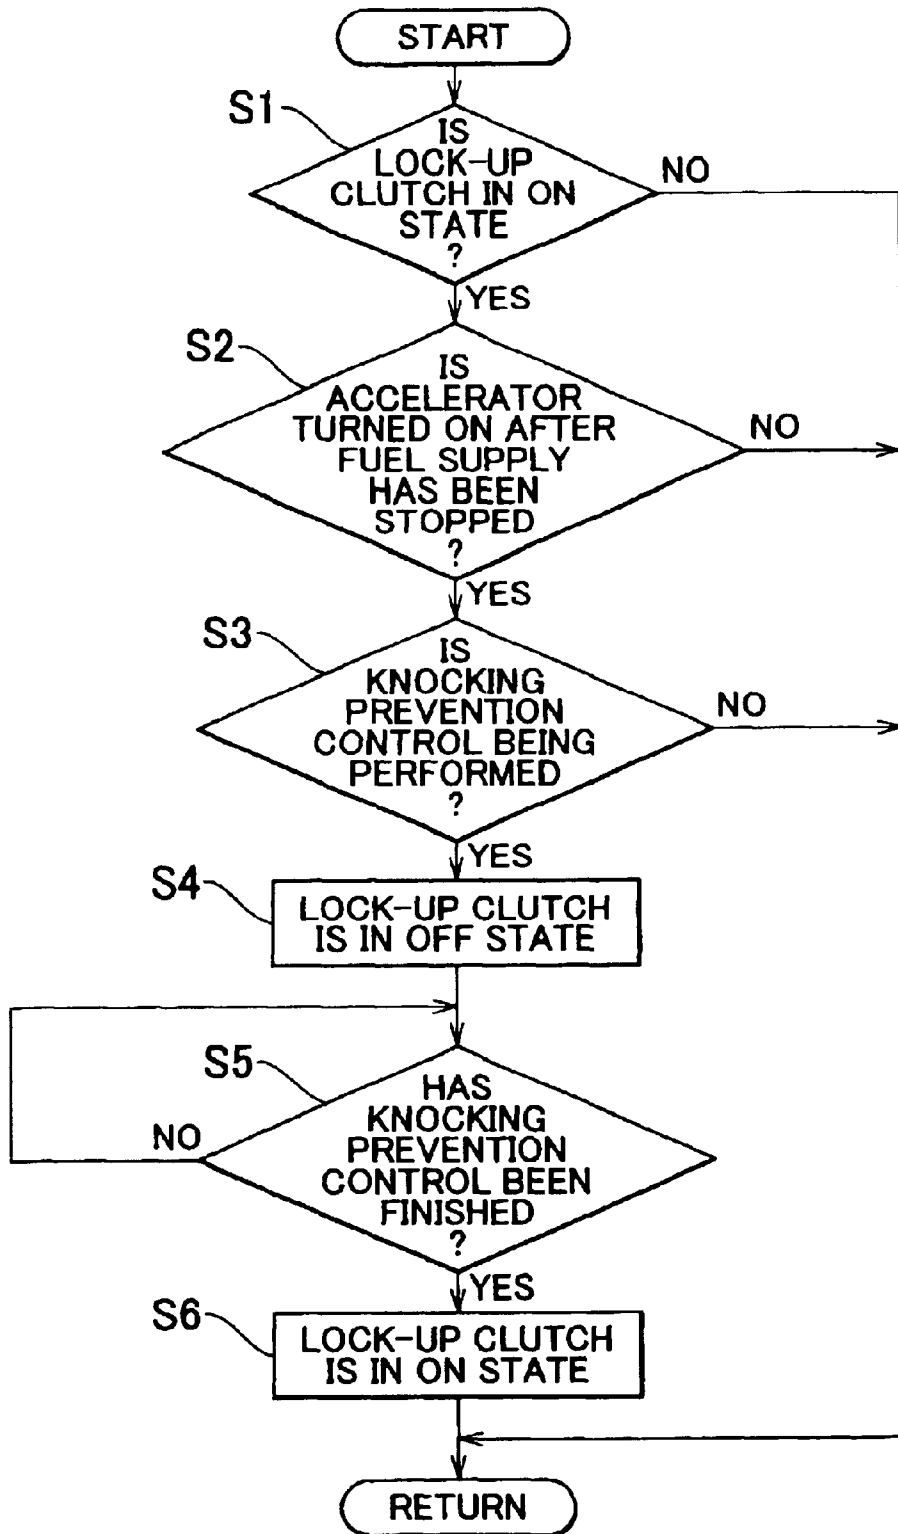 START
S1
IS
LOCK-UP
CLUTCH IN ON
STATE
?
NO
YES
S2
IS
ACCELERATOR
TURNED ON AFTER
FUEL SUPPLY
HAS BEEN
STOPPED
?
NO
YES
S3
IS
KNOCKING
PREVENTION
CONTROL BEING
PERFORMED
?
NO
YES
S4
LOCK-UP CLUTCH
IS IN OFF STATE
S5
HAS
KNOCKING
PREVENTION
CONTROL BEEN
FINISHED
?
NO
YES
S6
LOCK-UP CLUTCH
IS IN ON STATE
RETURN